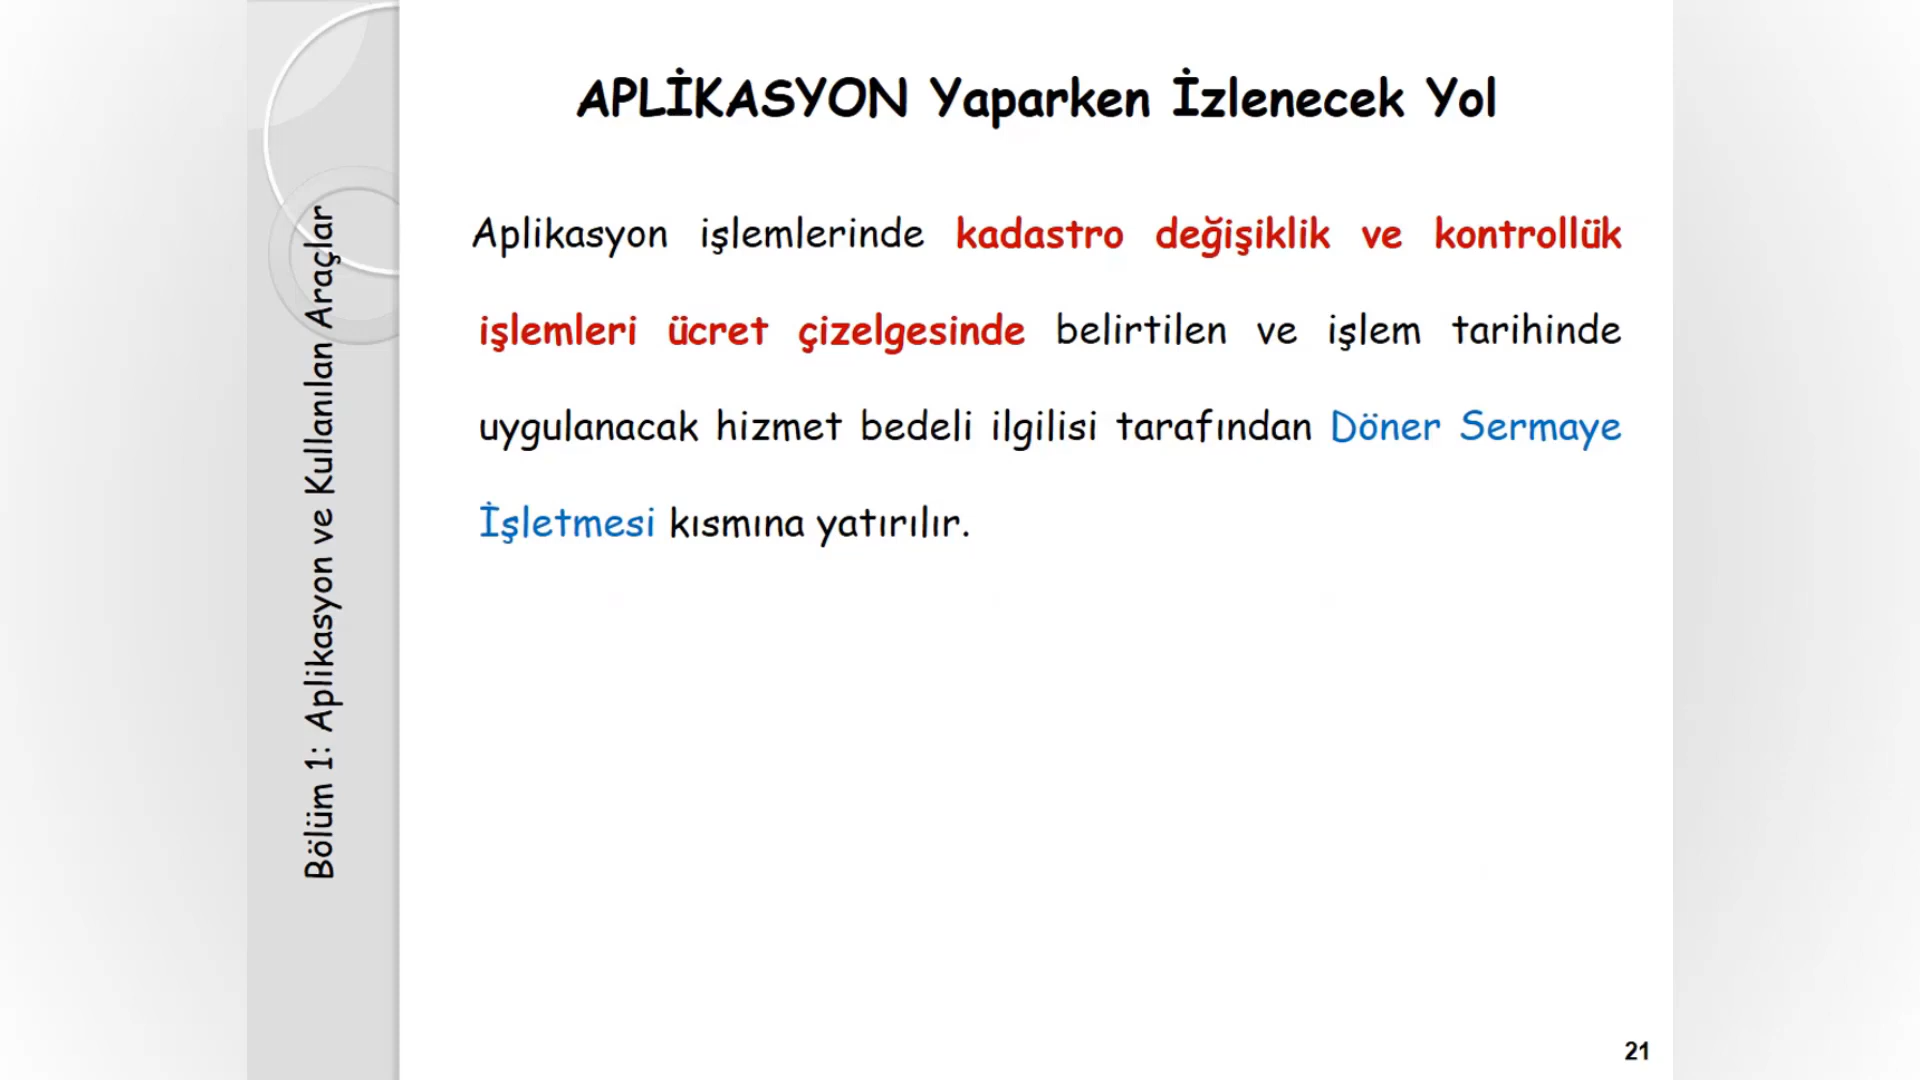 APLİKASYON Yaparken İzlenecek Yol
Aplikasyon işlemlerinde kadastro değişiklik ve kontrollük
işlemleri ücret çizelgesinde belirtilen ve işlem tarihinde
uygulanacak hizmet bedeli ilgilisi tarafından Döner Sermaye
İşletmesi kısmına yatırılır.
Bölüm 1: Aplikasyon ve Kullanılan Araçlar
21